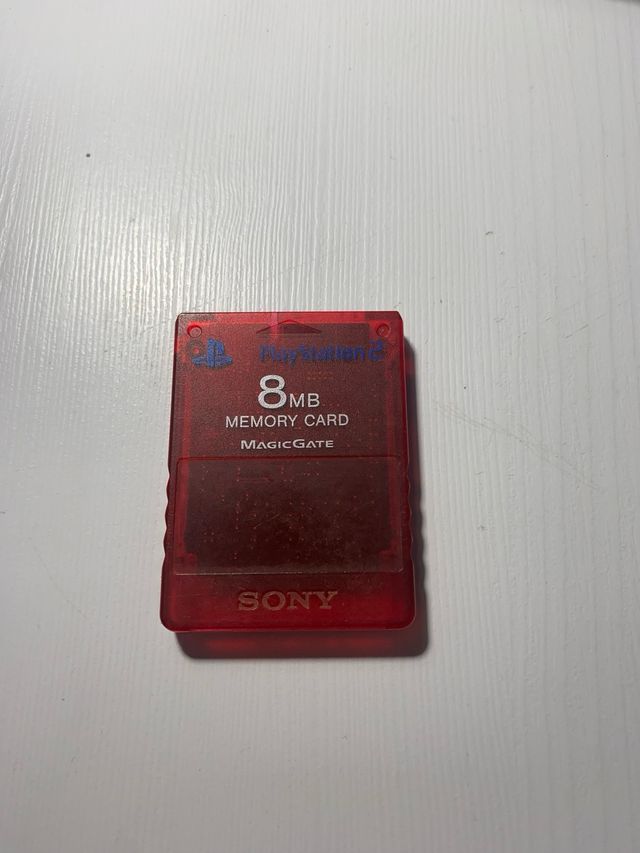 PlayStation 2
8MB
MEMORY CARD
MAGICGATE
SONY